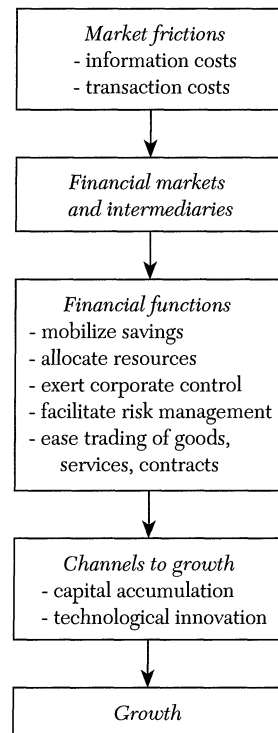 Market frictions
- information costs
- transaction costs
Financial markets
and intermediaries
Financial functions
- mobilize savings
- allocate resources
- exert corporate control
- facilitate risk management
- ease trading of goods,
services, contracts
Channels to growth
- capital accumulation
- technological innovation
Growth